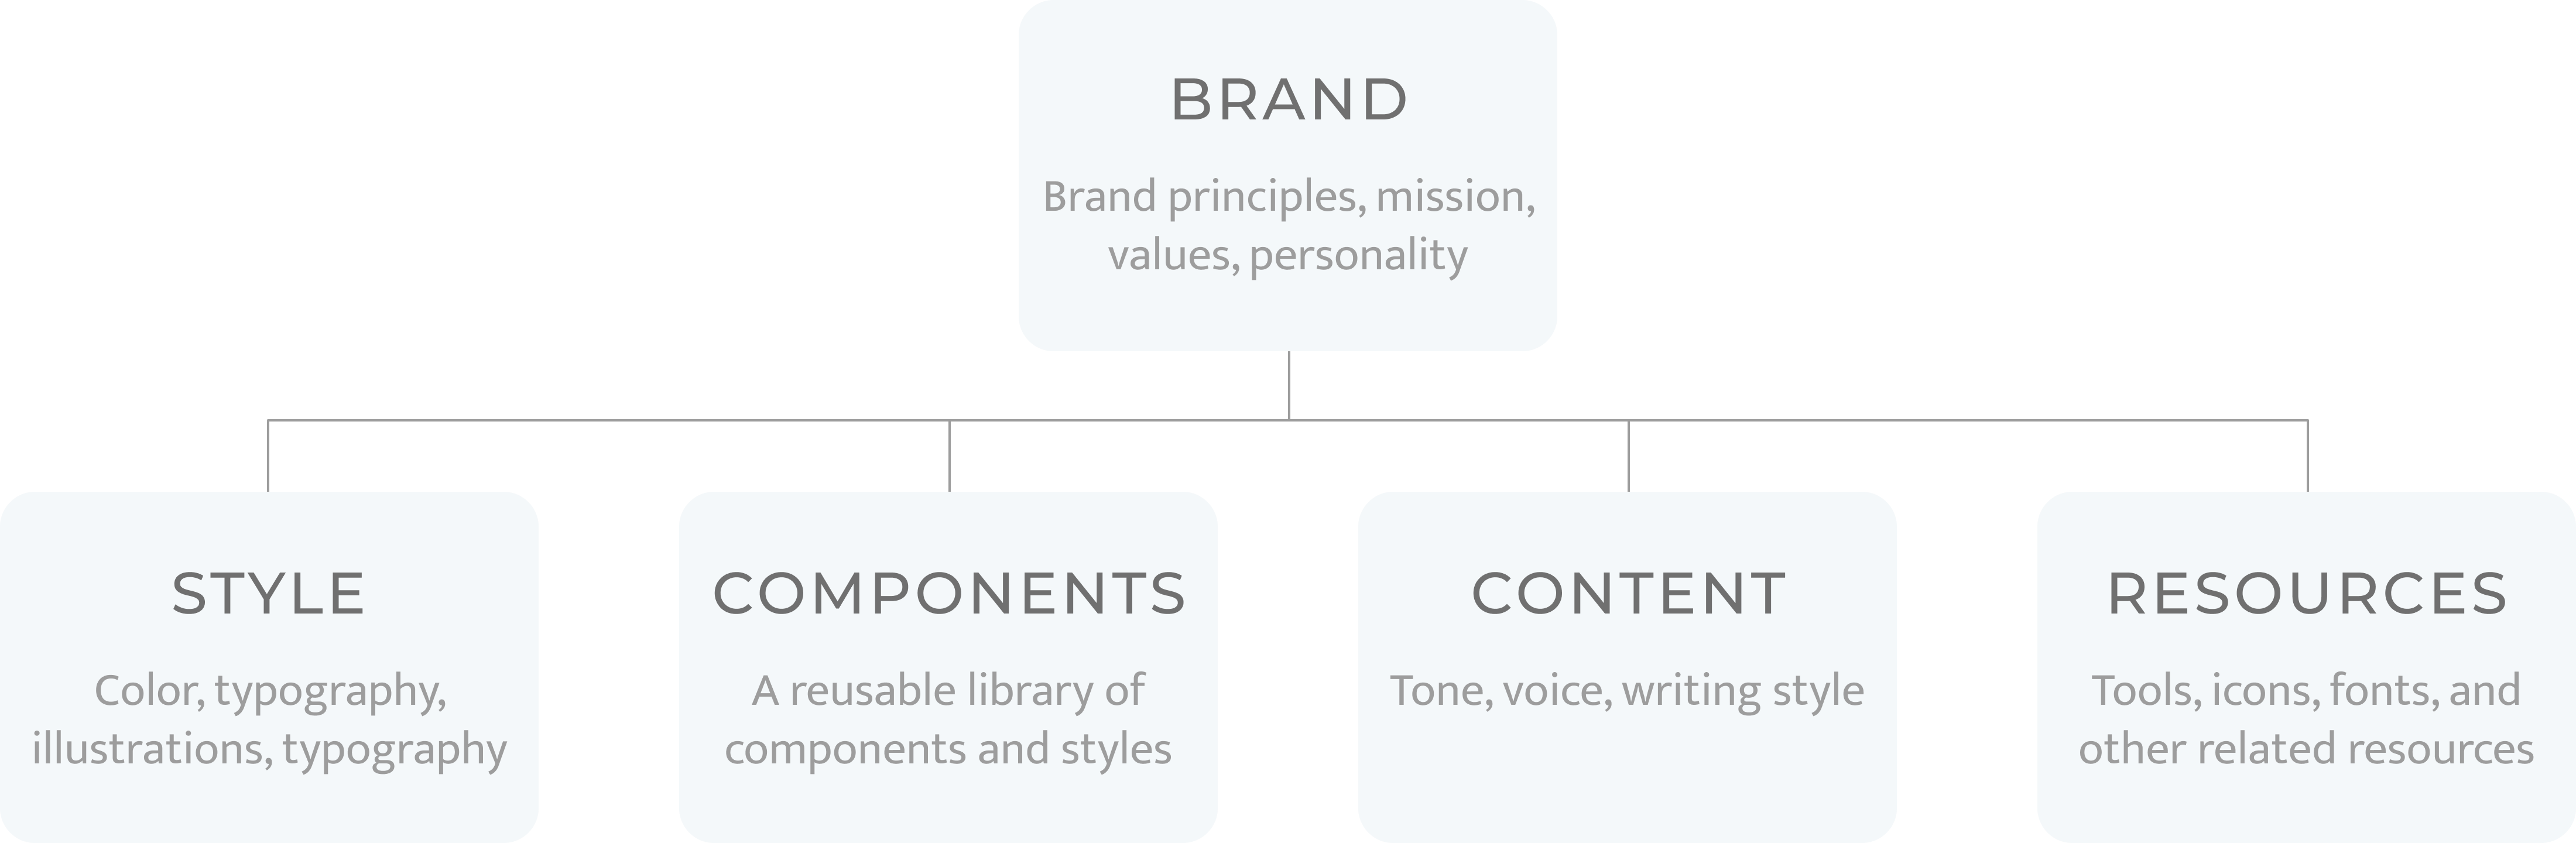 BRAND
Brand principles, mission,
values, personality
STYLE
Color, typography,
illustrations, typography
COMPONENTS
A reusable library of
components and styles
CONTENT
Tone, voice, writing style
RESOURCES
Tools, icons, fonts, and
other related resources